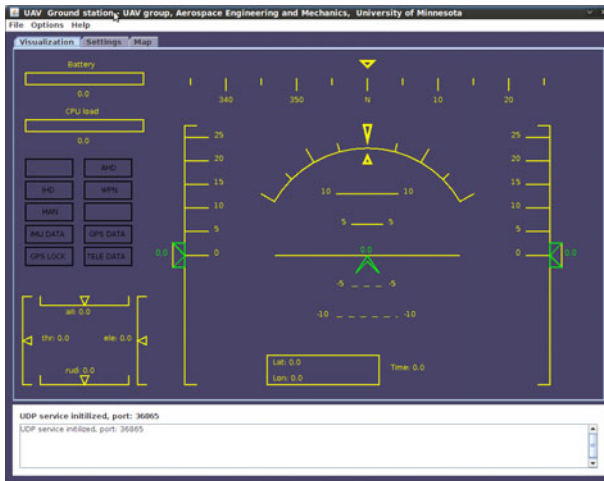 UAV Ground station - UAV group, Aerospace Engineering and Mechanics, University of Minnesota
File Options Help
Visualization Settings Map
Battery
0.0
CPU load
0.0
340 350 N 10 20
AHD
IHD WPN
MAN
IMU DATA GPS DATA
GPS LOCK TELE DATA
25 25
20 20
15 15
10 10 10 10
5 5 5 5
0.0 0 0.0 0 0.0
-5 -5
-10 -10
ail: 0.0
thr: 0.0 ele: 0.0
rud: 0.0
Lat: 0.0
Lon: 0.0
Time: 0.0
UDP service initilized, port: 36865
UDP service initilized, port: 36865